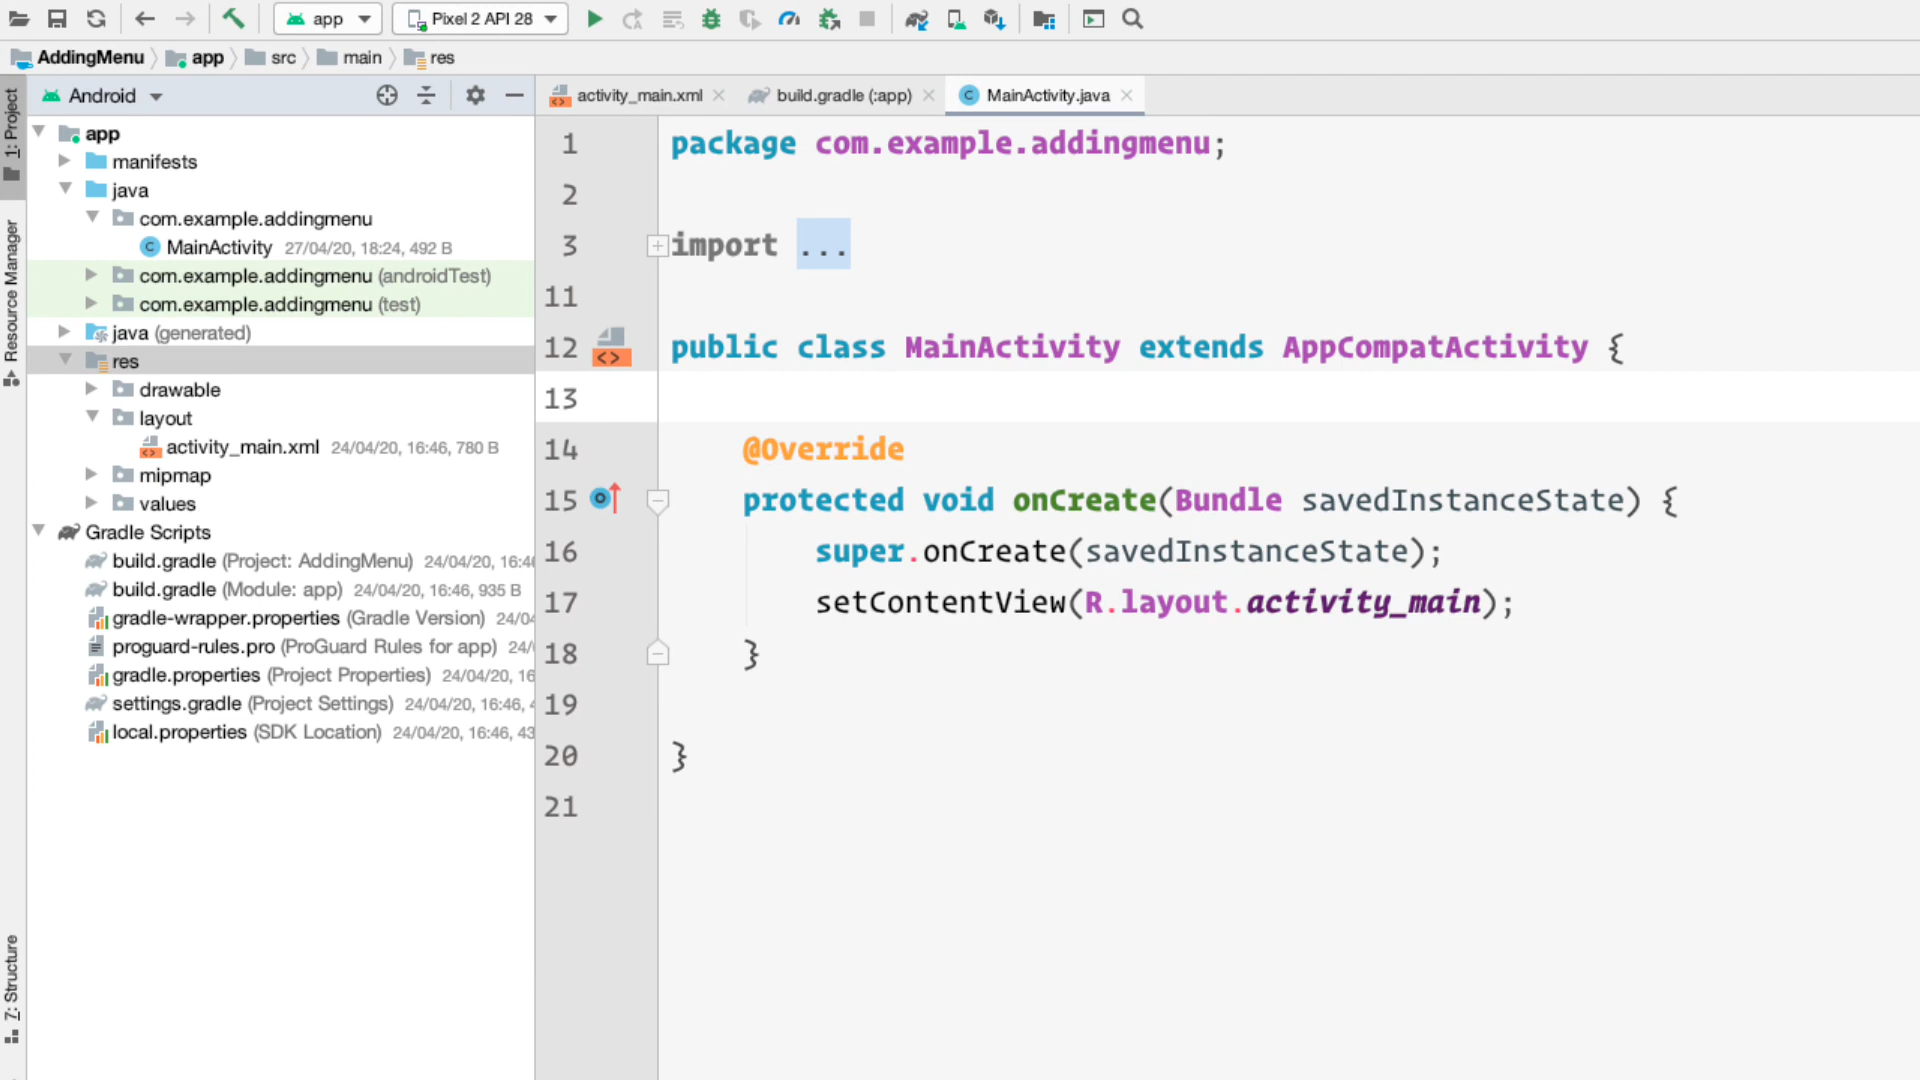 app
Pixel 2 API 28
AddingMenu
app
src
main
res
1: Project
Resource Manager
7: Structure
Android
app
manifests
java
com.example.addingmenu
MainActivity 27/04/20, 18:24, 492 B
com.example.addingmenu (androidTest)
com.example.addingmenu (test)
java (generated)
res
drawable
layout
activity_main.xml 24/04/20, 16:46, 780 B
mipmap
values
Gradle Scripts
build.gradle (Project: AddingMenu) 24/04/20, 16:46
build.gradle (Module: app) 24/04/20, 16:46, 935 B
gradle-wrapper.properties (Gradle Version) 24/04
proguard-rules.pro (ProGuard Rules for app) 24/
gradle.properties (Project Properties) 24/04/20, 16
settings.gradle (Project Settings) 24/04/20, 16:46, 4
local.properties (SDK Location) 24/04/20, 16:46, 43
activity_main.xml
build.gradle (:app)
MainActivity.java
1 package com.example.addingmenu;
2
3 import ...
11
12 public class MainActivity extends AppCompatActivity {
13
14 @Override
15 protected void onCreate(Bundle savedInstanceState) {
16 super.onCreate(savedInstanceState);
17 setContentView(R.layout.activity_main);
18 }
19
20 }
21